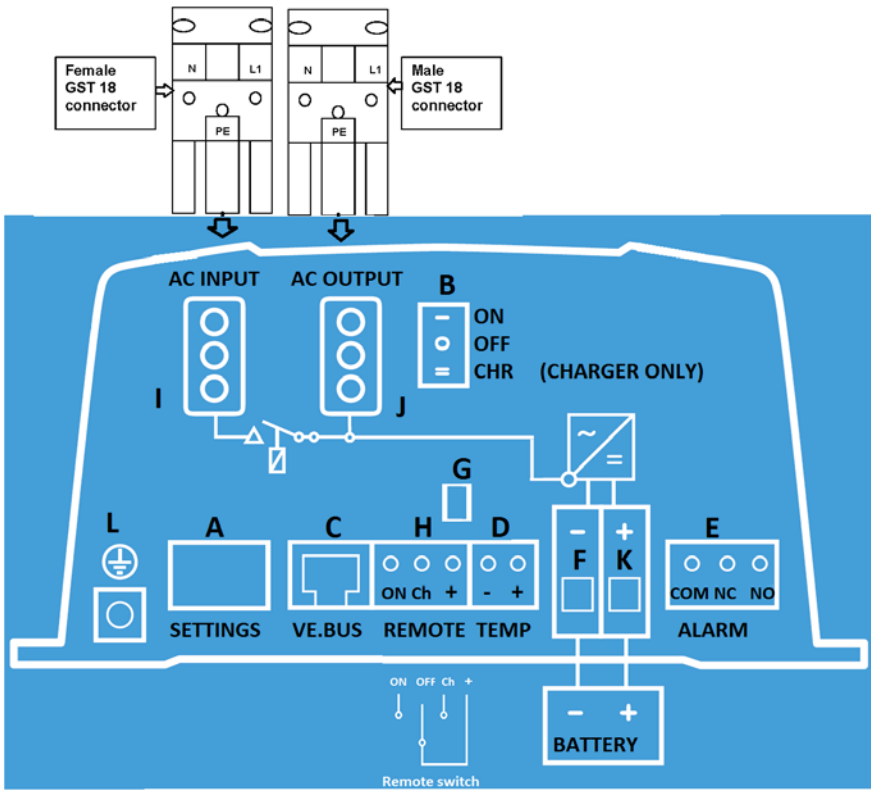 Female
GST 18
connector
N L1
PE
N L1
PE
Male
GST 18
connector
AC INPUT AC OUTPUT B
ON
OFF
CHR (CHARGER ONLY)
I J
~
=
G
L A C H D - + E
F K
ON Ch + - + COM NC NO
SETTINGS VE.BUS REMOTE TEMP ALARM
ON OFF Ch +
- +
BATTERY
Remote switch